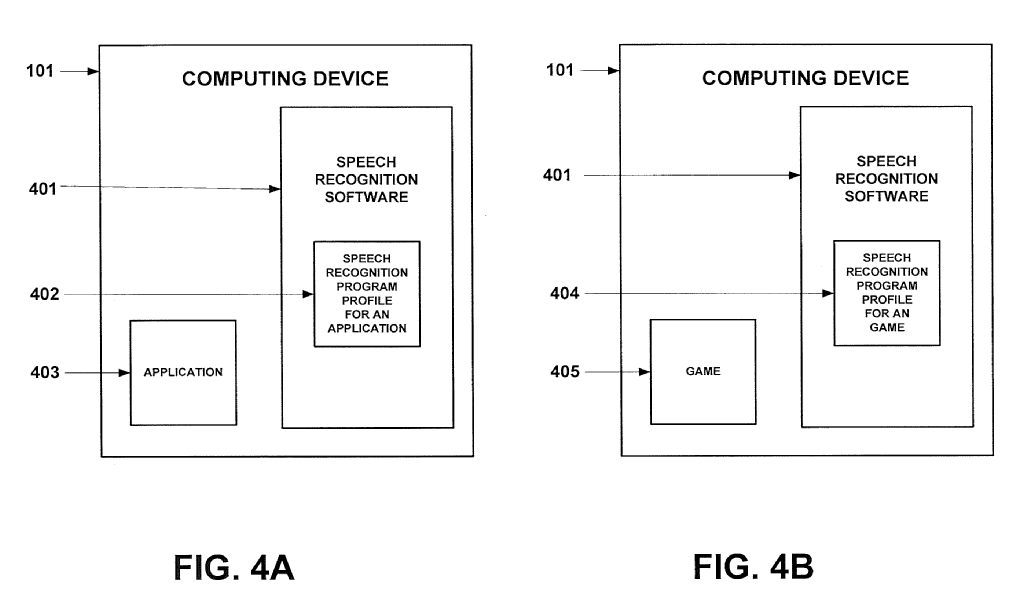 101
COMPUTING DEVICE
401
SPEECH
RECOGNITION
SOFTWARE
402
SPEECH
RECOGNITION
PROGRAM
PROFILE
FOR AN
APPLICATION
403
APPLICATION
FIG. 4A
101
COMPUTING DEVICE
401
SPEECH
RECOGNITION
SOFTWARE
404
SPEECH
RECOGNITION
PROGRAM
PROFILE
FOR AN
GAME
405
GAME
FIG. 4B